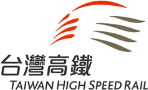 台灣高鐵
TAIWAN HIGH SPEED RAIL